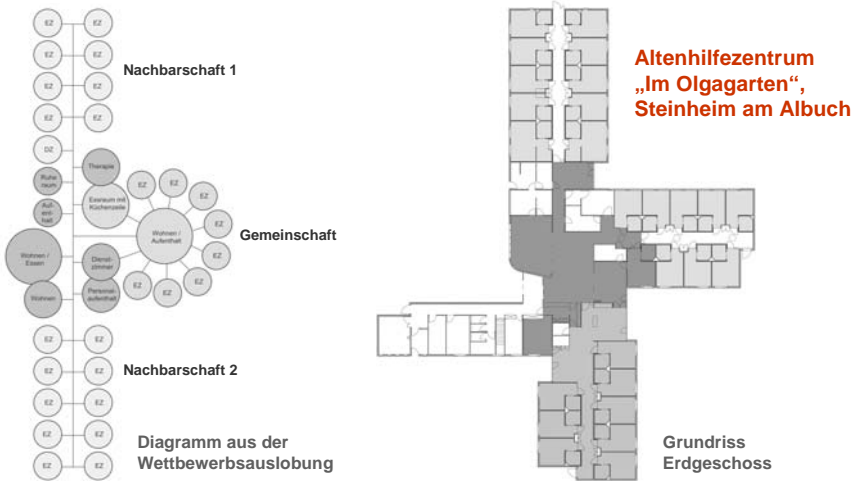 EZ EZ
EZ EZ
Nachbarschaft 1
EZ EZ
EZ EZ
DZ
Therapie
Ruhe
raum
Auf-
ent-
halt
Essraum mit
Küchenzeile
EZ
EZ
EZ
EZ
EZ
EZ
EZ
EZ
Wohnen /
Aufenthalt
Gemeinschaft
Wohnen /
Essen
Dienst-
zimmer
Wohnen
Personal-
aufenthalt
EZ EZ
EZ EZ
Nachbarschaft 2
EZ EZ
EZ EZ
EZ EZ
Diagramm aus der
Wettbewerbsauslobung
Altenhilfezentrum
„Im Olgagarten“,
Steinheim am Albuch
Grundriss
Erdgeschoss